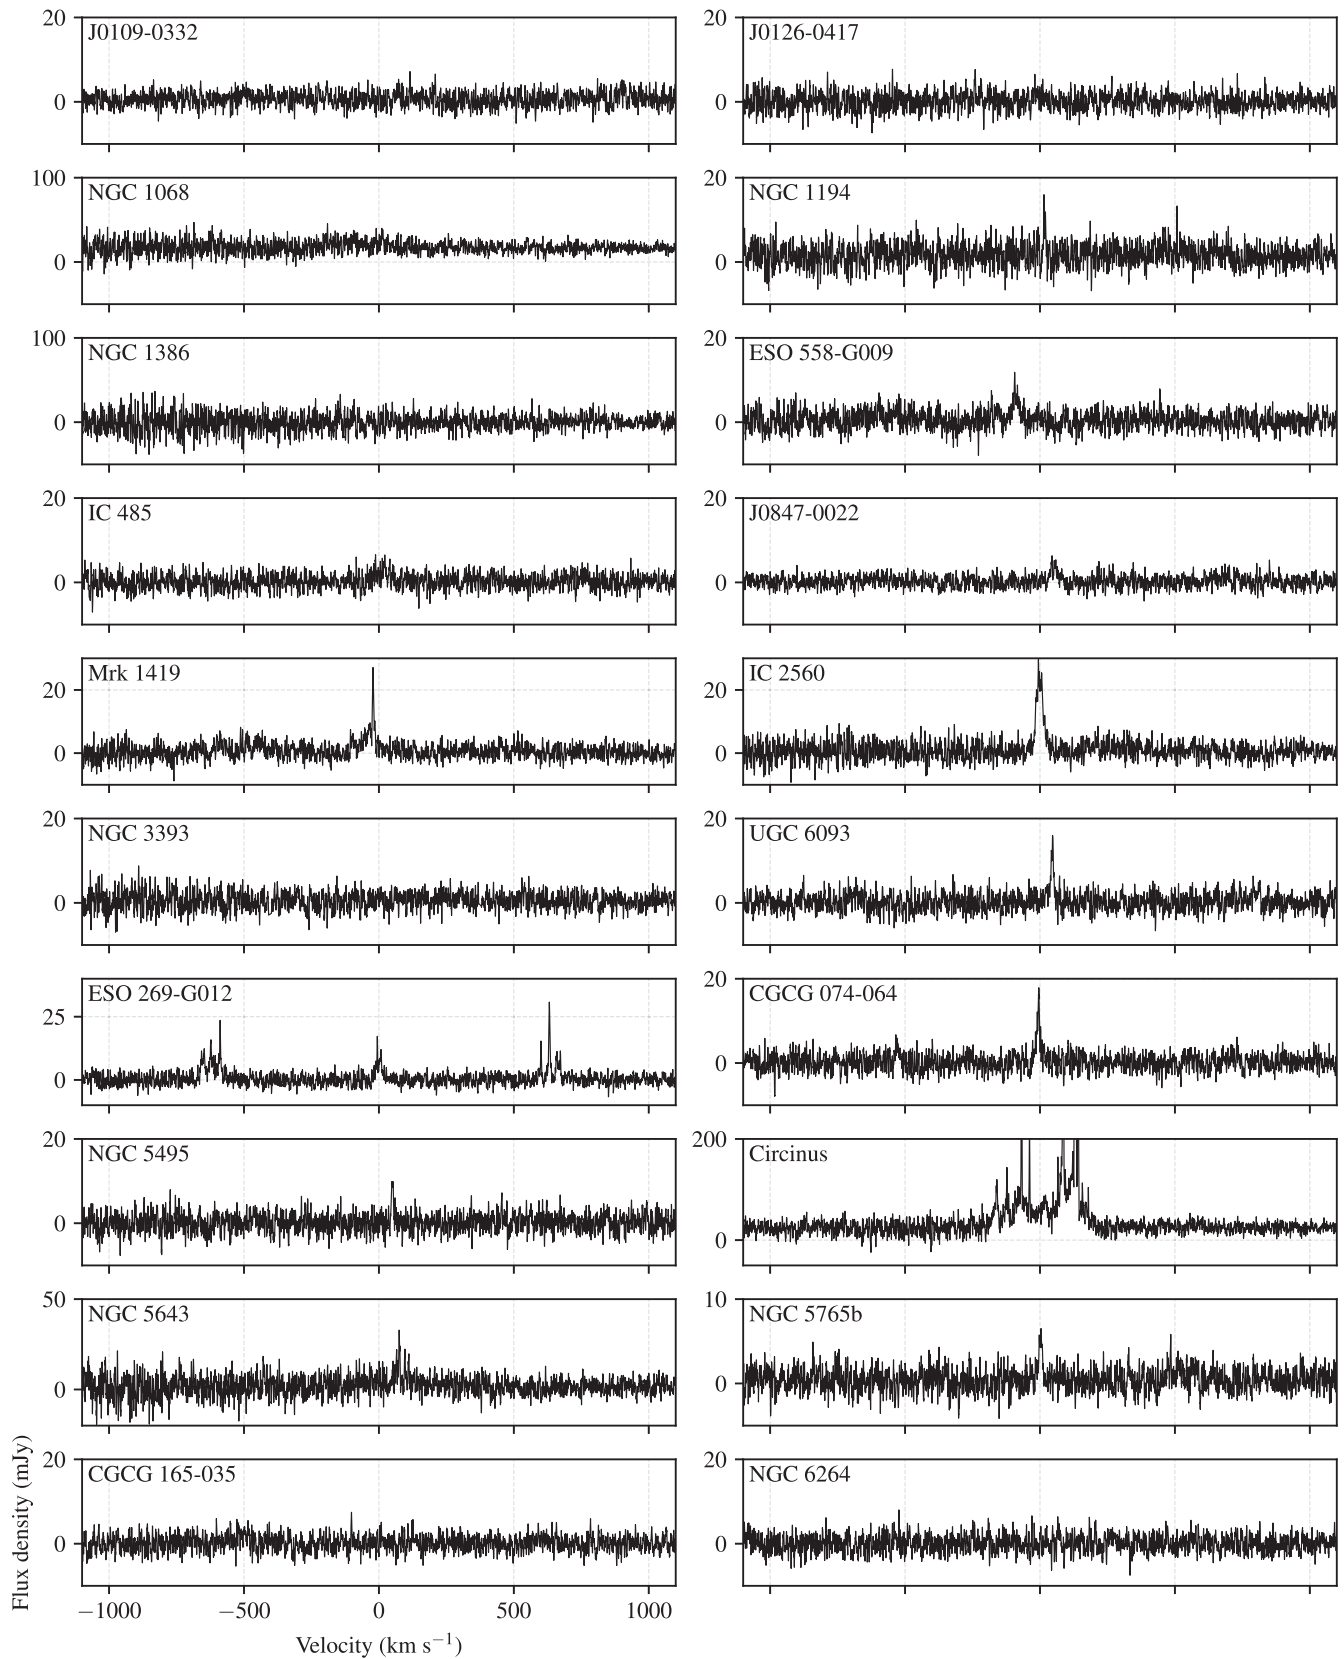 20
J0109-0332
0
J0126-0417
100
NGC 1068
0
20
NGC 1194
0
100
NGC 1386
0
20
ESO 558-G009
0
20
IC 485
0
20
J0847-0022
0
Mrk 1419
20
0
IC 2560
20
0
20
NGC 3393
0
20
UGC 6093
0
ESO 269-G012
25
0
20
CGCG 074-064
0
20
NGC 5495
0
200
Circinus
0
50
NGC 5643
0
10
NGC 5765b
0
20
CGCG 165-035
0
20
NGC 6264
0
Flux density (mJy)
−1000 −500 0 500 1000
Velocity (km s⁻¹)